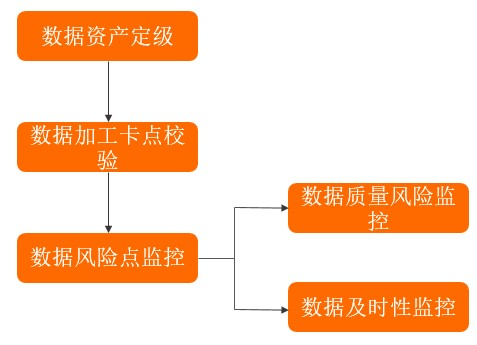 数据资产定级
数据加工卡点校
验
数据风险点监控
数据质量风险监
控
数据及时性监控